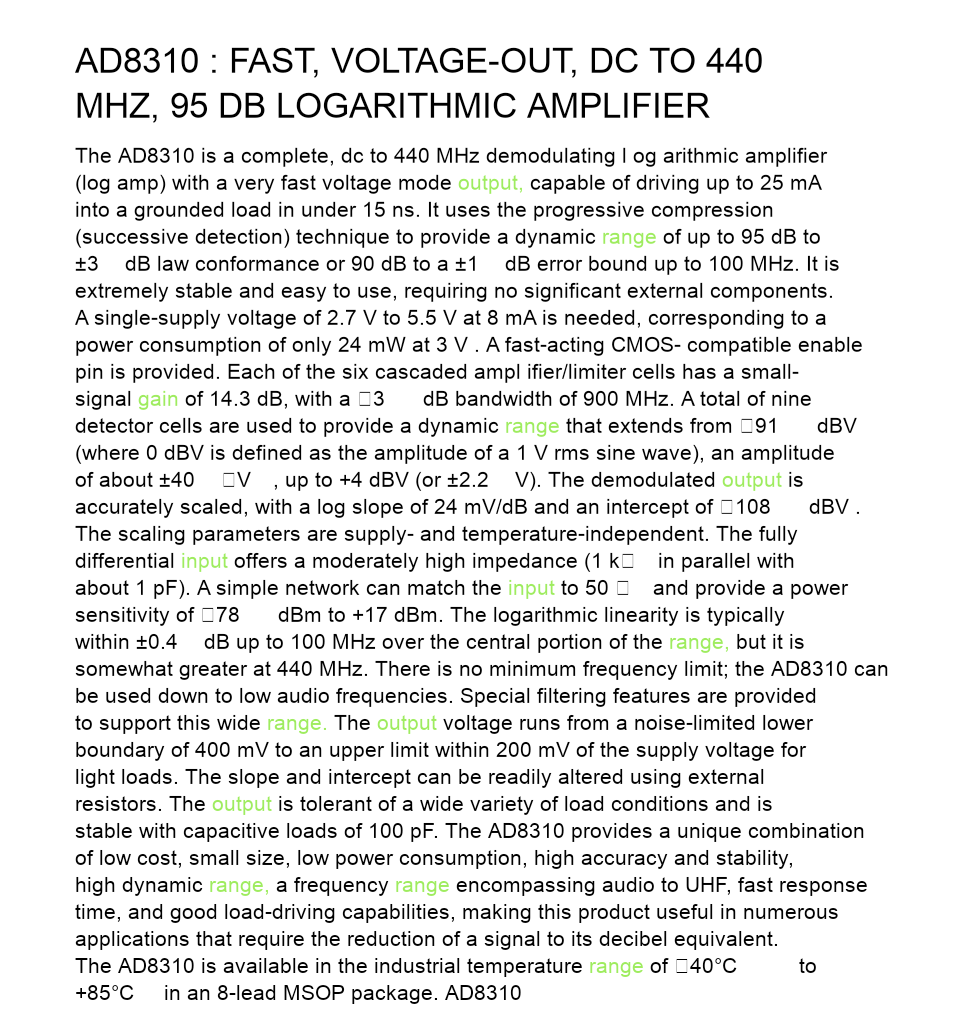 AD8310 : FAST, VOLTAGE-OUT, DC TO 440
MHZ, 95 DB LOGARITHMIC AMPLIFIER
The AD8310 is a complete, dc to 440 MHz demodulating l og arithmic amplifier
(log amp) with a very fast voltage mode output, capable of driving up to 25 mA
into a grounded load in under 15 ns. It uses the progressive compression
(successive detection) technique to provide a dynamic range of up to 95 dB to
±3 dB law conformance or 90 dB to a ±1 dB error bound up to 100 MHz. It is
extremely stable and easy to use, requiring no significant external components.
A single-supply voltage of 2.7 V to 5.5 V at 8 mA is needed, corresponding to a
power consumption of only 24 mW at 3 V . A fast-acting CMOS- compatible enable
pin is provided. Each of the six cascaded ampl ifier/limiter cells has a small-
signal gain of 14.3 dB, with a □3 dB bandwidth of 900 MHz. A total of nine
detector cells are used to provide a dynamic range that extends from □91 dBV
(where 0 dBV is defined as the amplitude of a 1 V rms sine wave), an amplitude
of about ±40 □V , up to +4 dBV (or ±2.2 V). The demodulated output is
accurately scaled, with a log slope of 24 mV/dB and an intercept of □108 dBV .
The scaling parameters are supply- and temperature-independent. The fully
differential input offers a moderately high impedance (1 k□ in parallel with
about 1 pF). A simple network can match the input to 50 □ and provide a power
sensitivity of □78 dBm to +17 dBm. The logarithmic linearity is typically
within ±0.4 dB up to 100 MHz over the central portion of the range, but it is
somewhat greater at 440 MHz. There is no minimum frequency limit; the AD8310 can
be used down to low audio frequencies. Special filtering features are provided
to support this wide range. The output voltage runs from a noise-limited lower
boundary of 400 mV to an upper limit within 200 mV of the supply voltage for
light loads. The slope and intercept can be readily altered using external
resistors. The output is tolerant of a wide variety of load conditions and is
stable with capacitive loads of 100 pF. The AD8310 provides a unique combination
of low cost, small size, low power consumption, high accuracy and stability,
high dynamic range, a frequency range encompassing audio to UHF, fast response
time, and good load-driving capabilities, making this product useful in numerous
applications that require the reduction of a signal to its decibel equivalent.
The AD8310 is available in the industrial temperature range of □40°C to
+85°C in an 8-lead MSOP package. AD8310